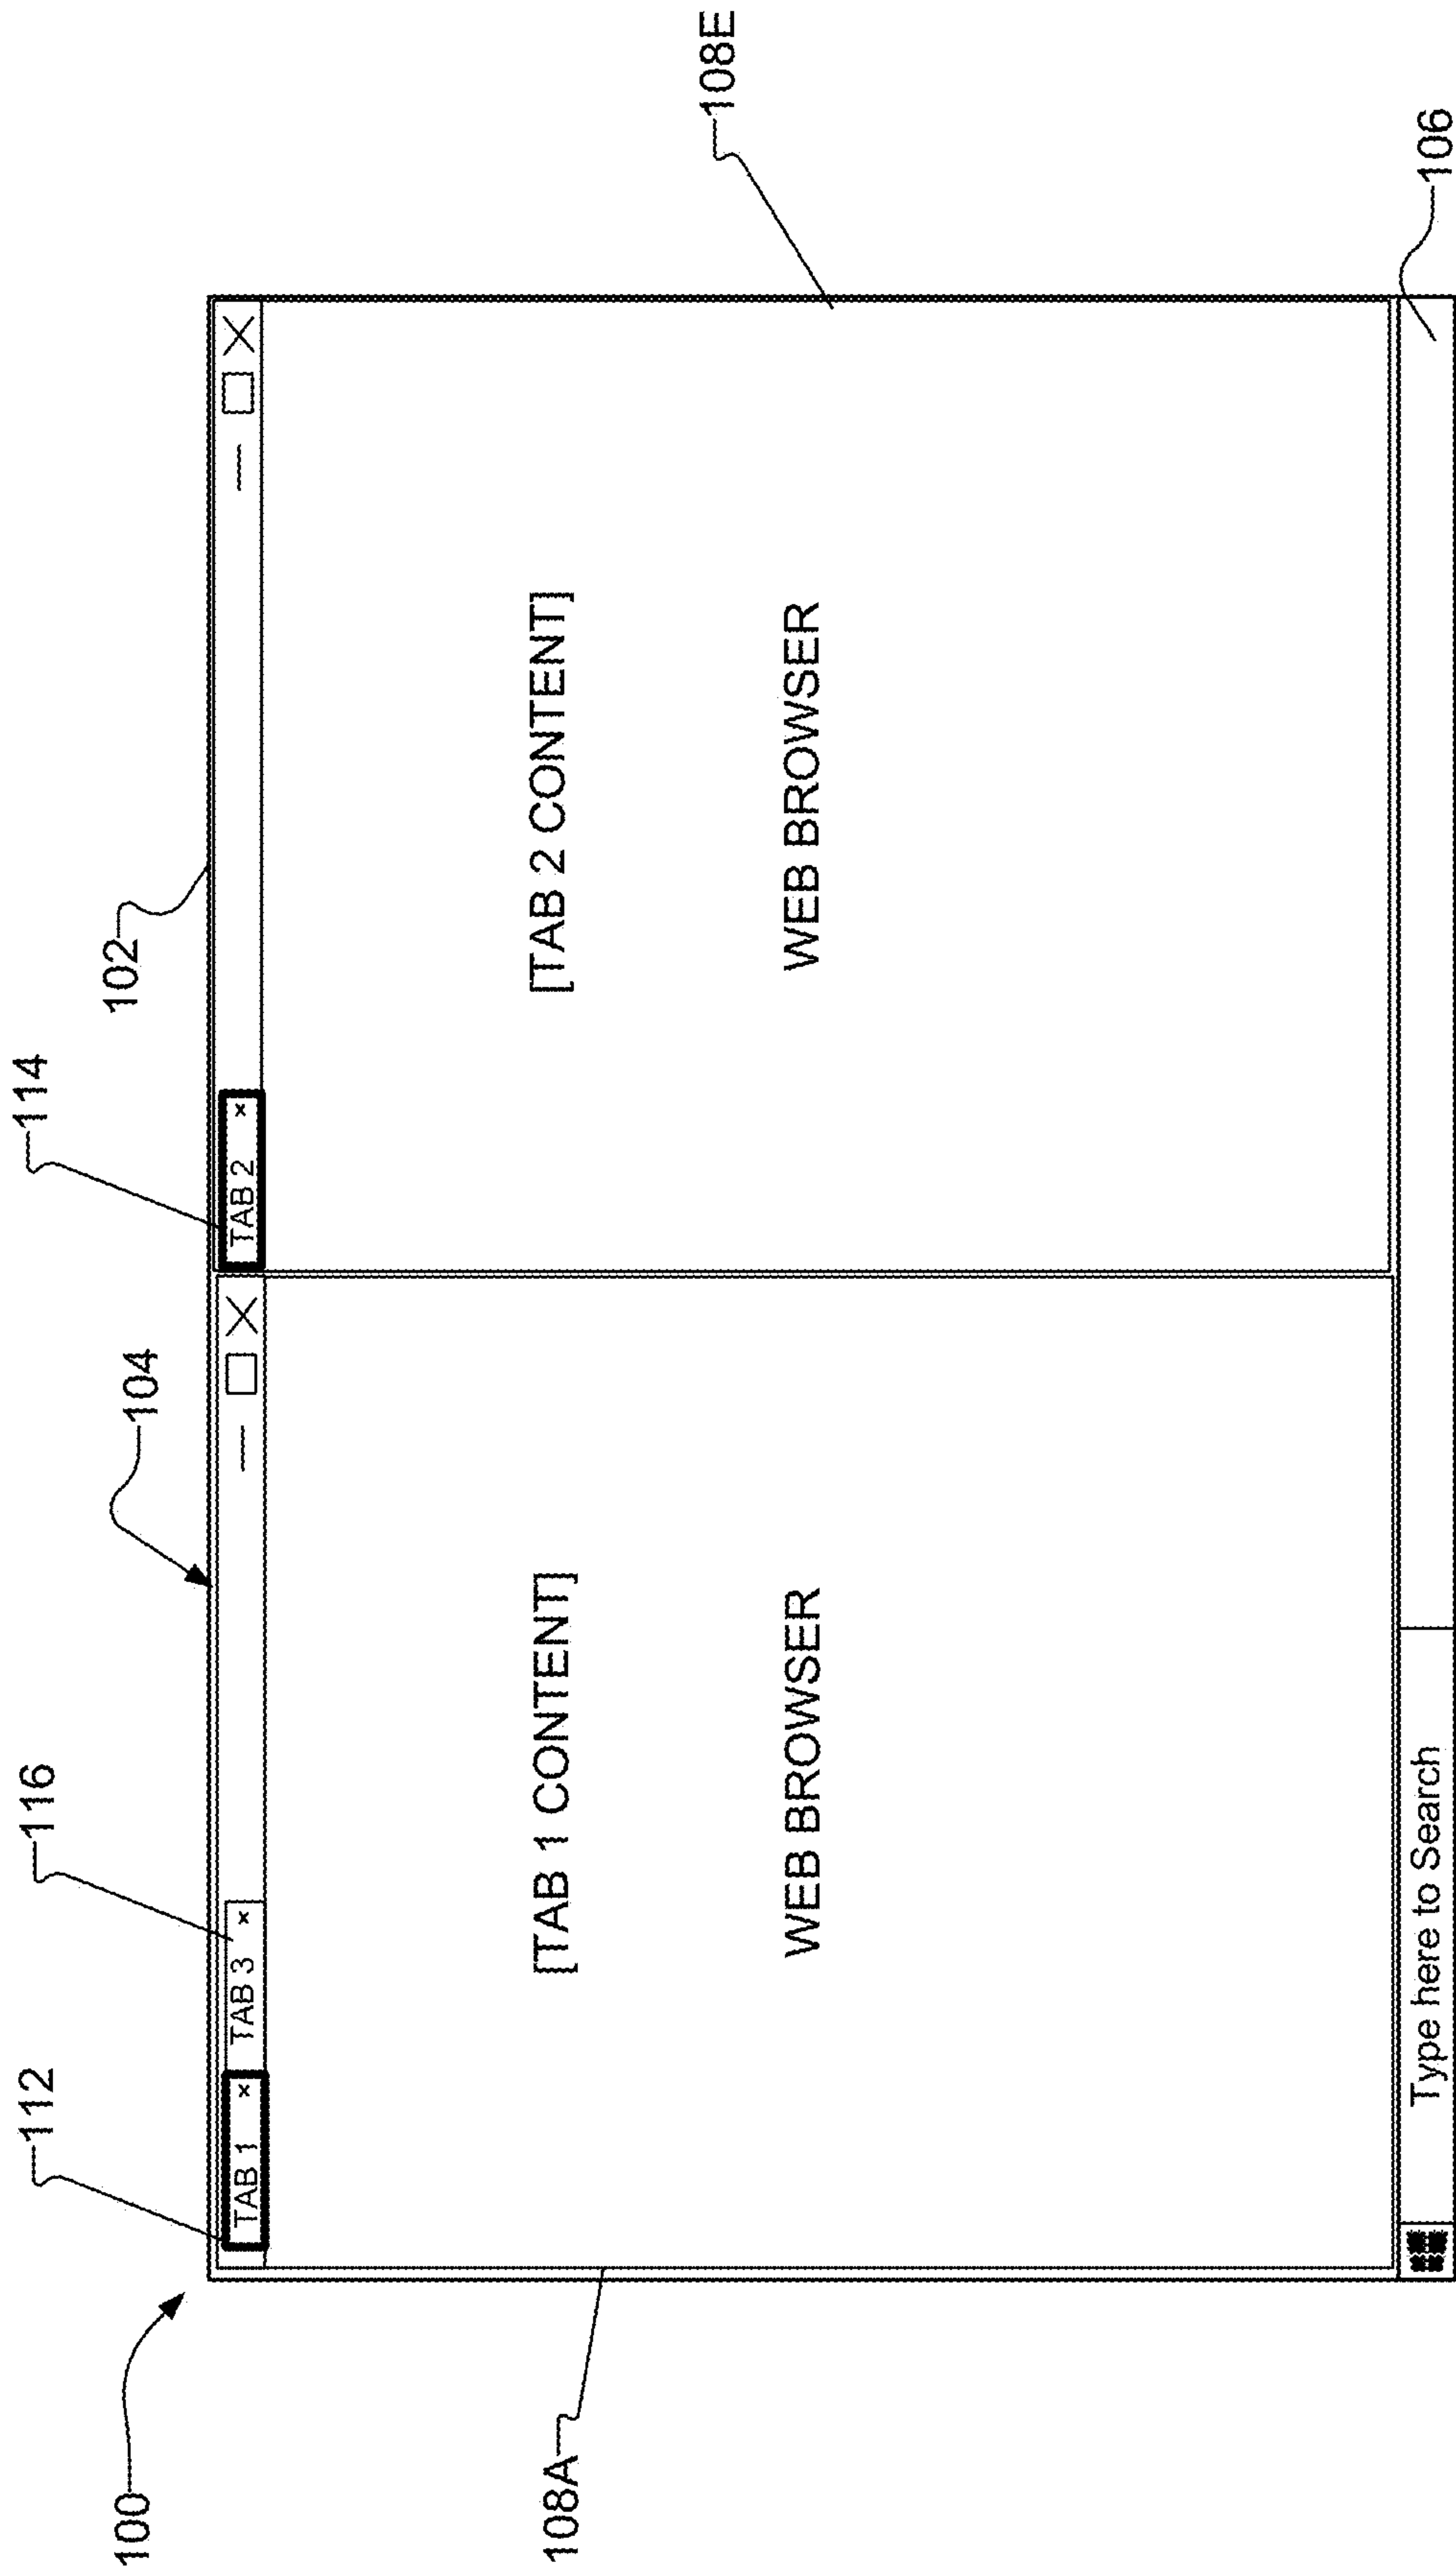 100
112
116
104
114
102
TAB 1 x
TAB 3 x
TAB 2 x
[TAB 1 CONTENT]
WEB BROWSER
[TAB 2 CONTENT]
WEB BROWSER
108A
108E
Type here to Search
106